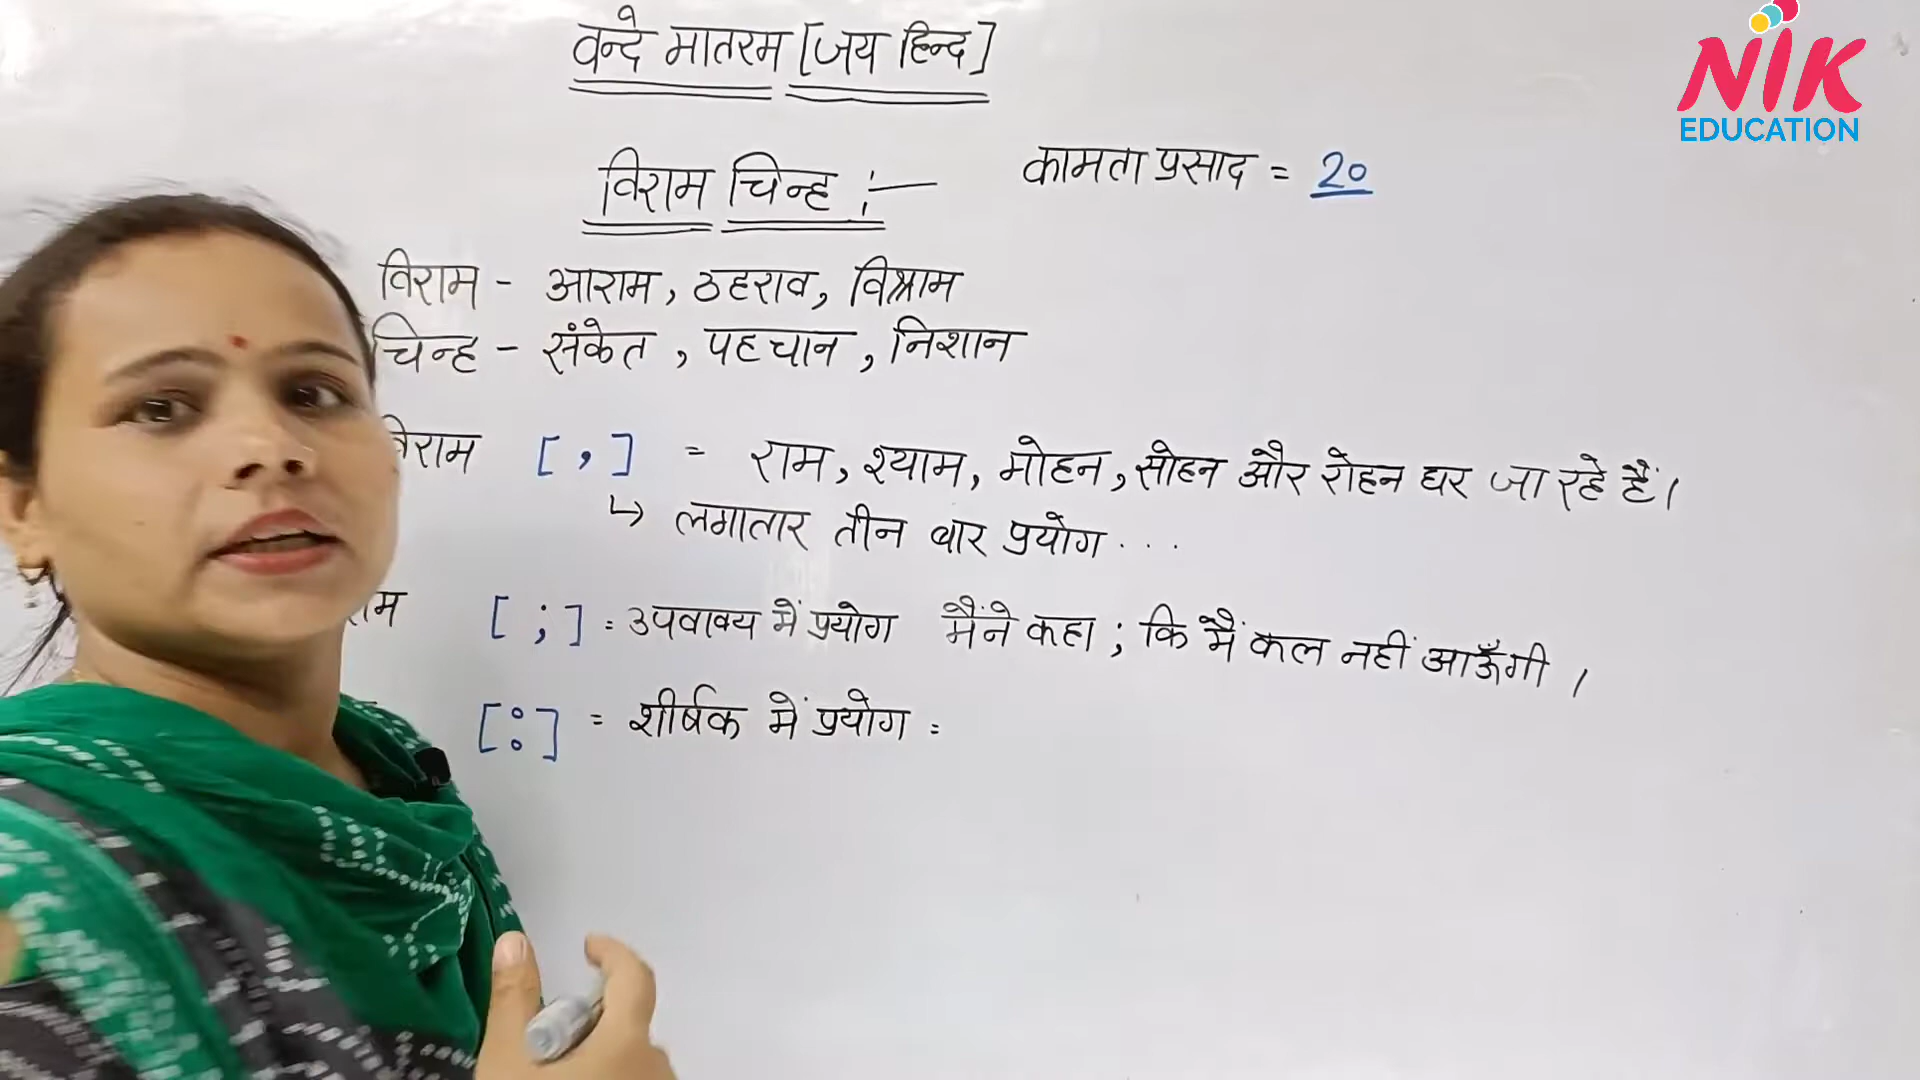 वन्दे मातरम [जय हिन्द]
NIK
EDUCATION
विराम चिन्ह :— कामता प्रसाद = 20
विराम - आराम, ठहराव, विश्राम
चिन्ह - संकेत, पहचान, निशान
विराम [,] = राम, श्याम, मोहन, सोहन और रोहन घर जा रहे हैं।
↳ लगातार तीन बार प्रयोग...
[;] = उपवाक्य में प्रयोग मैंने कहा; कि मैं कल नहीं आऊँगी।
[:] = शीर्षक में प्रयोग =